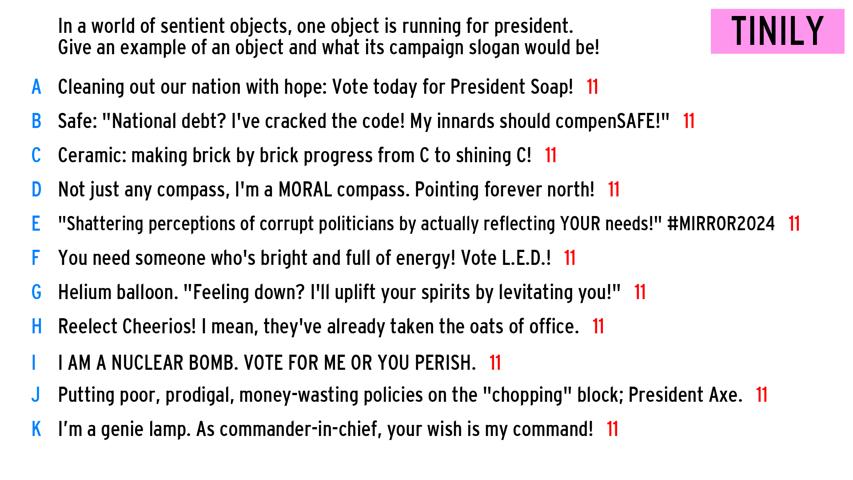 In a world of sentient objects, one object is running for president.
Give an example of an object and what its campaign slogan would be!
TINILY
A Cleaning out our nation with hope: Vote today for President Soap! 11
B Safe: "National debt? I've cracked the code! My innards should compenSAFE!" 11
C Ceramic: making brick by brick progress from C to shining C! 11
D Not just any compass, I'm a MORAL compass. Pointing forever north! 11
E "Shattering perceptions of corrupt politicians by actually reflecting YOUR needs!" #MIRROR2024 11
F You need someone who's bright and full of energy! Vote L.E.D.! 11
G Helium balloon. "Feeling down? I'll uplift your spirits by levitating you!" 11
H Reelect Cheerios! I mean, they've already taken the oats of office. 11
I I AM A NUCLEAR BOMB. VOTE FOR ME OR YOU PERISH. 11
J Putting poor, prodigal, money-wasting policies on the "chopping" block; President Axe. 11
K I’m a genie lamp. As commander-in-chief, your wish is my command! 11